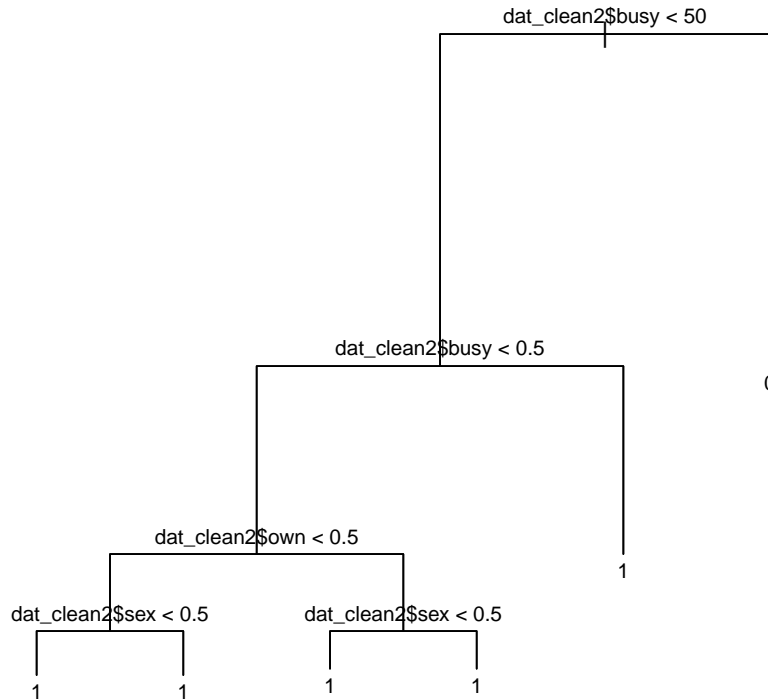 dat_clean2$busy < 50
dat_clean2$busy < 0.5
0
dat_clean2$own < 0.5
1
dat_clean2$sex < 0.5 dat_clean2$sex < 0.5
1 1 1 1